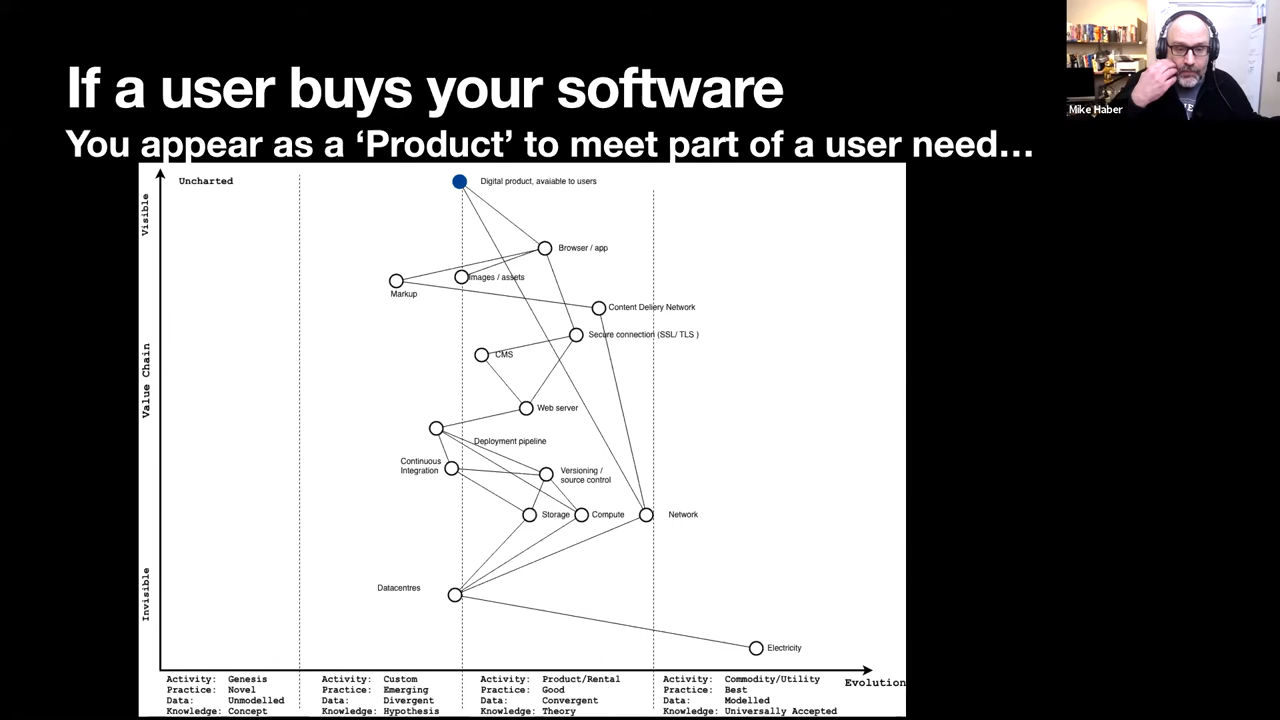 If a user buys your software
You appear as a ‘Product’ to meet part of a user need…
Mike Haber
Uncharted
Digital product, avaiable to users
Visible
Browser / app
Images / assets
Markup
Content Deliery Network
Secure connection (SSL/ TLS )
CMS
Value Chain
Web server
Deployment pipeline
Continuous
Integration
Versioning /
source control
Storage
Compute
Network
Datacentres
Invisible
Electricity
Evolution
Activity: Genesis
Practice: Novel
Data: Unmodelled
Knowledge: Concept
Activity: Custom
Practice: Emerging
Data: Divergent
Knowledge: Hypothesis
Activity: Product/Rental
Practice: Good
Data: Convergent
Knowledge: Theory
Activity: Commodity/Utility
Practice: Best
Data: Modelled
Knowledge: Universally Accepted